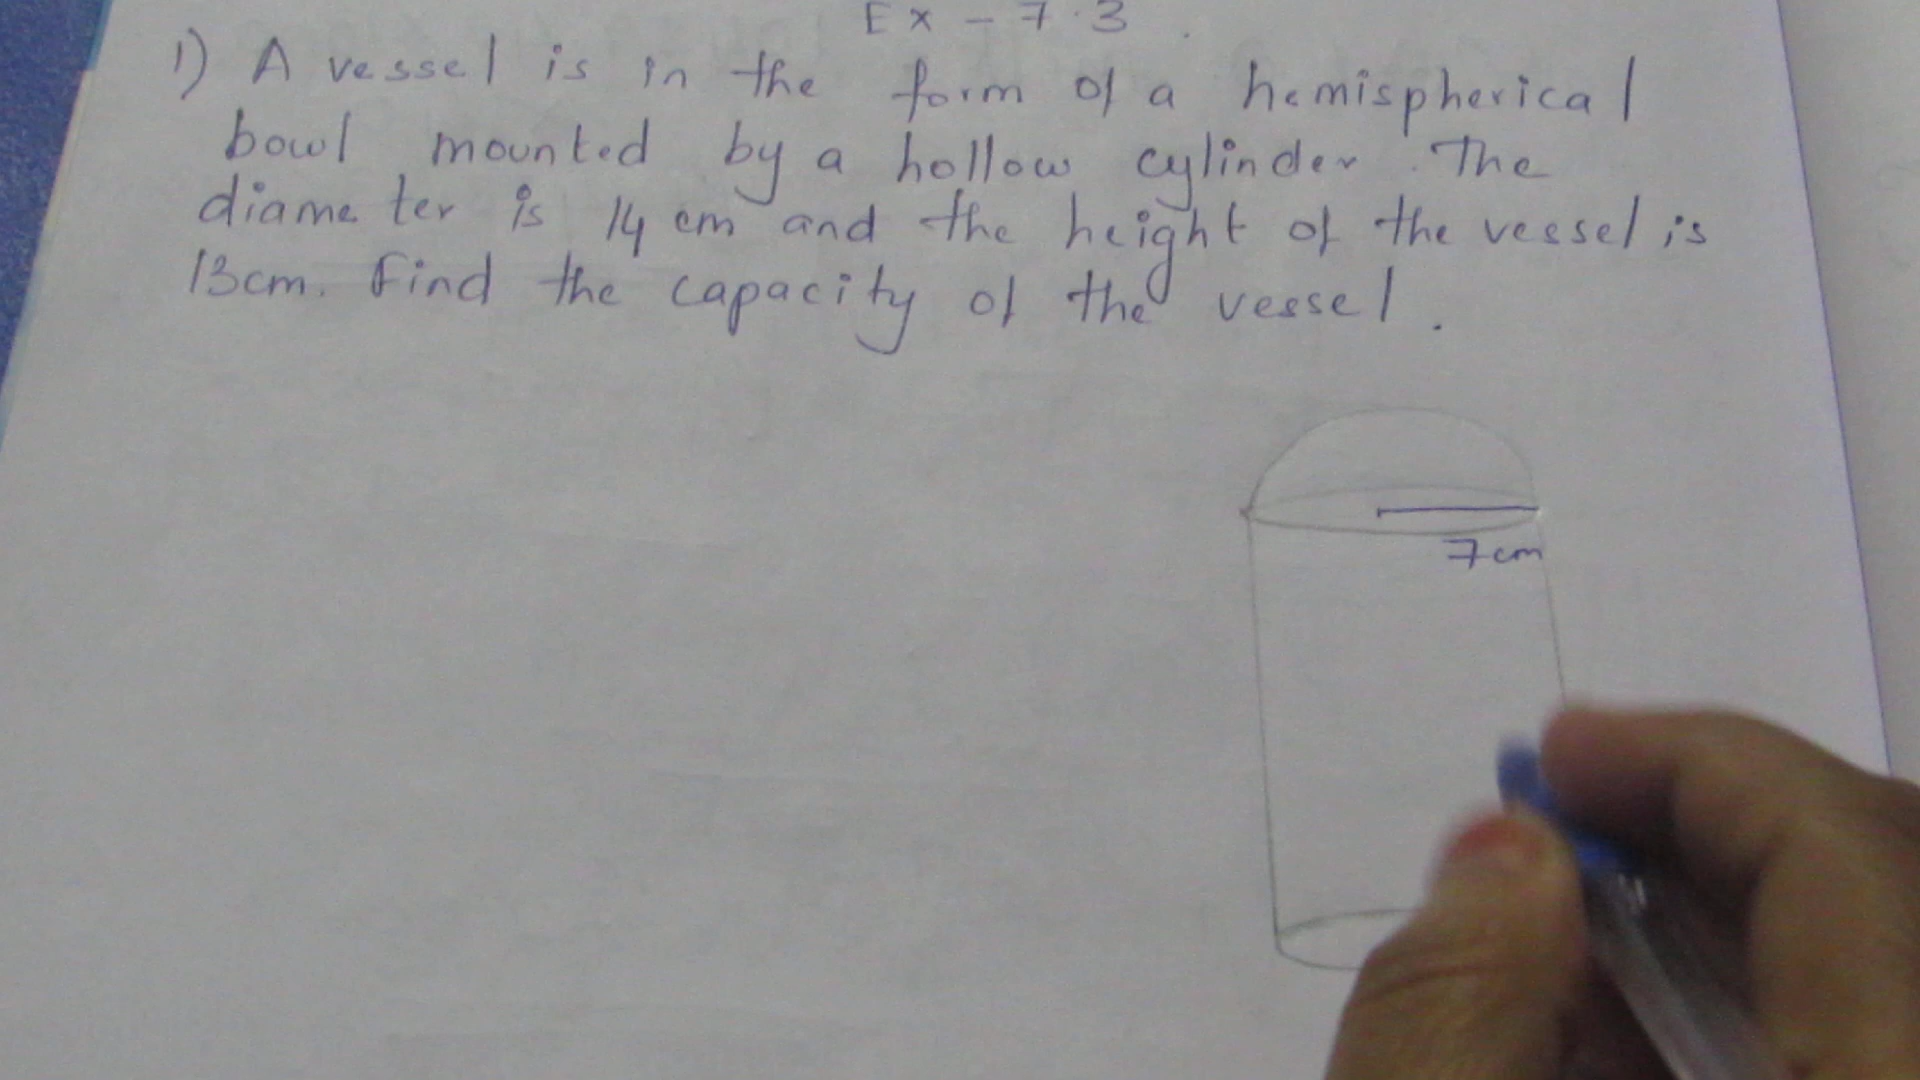 Ex - 7.3
1) A vessel is in the form of a hemispherical
bowl mounted by a hollow cylinder. The
diameter is 14 cm and the height of the vessel is
13cm. Find the capacity of the vessel.
7cm